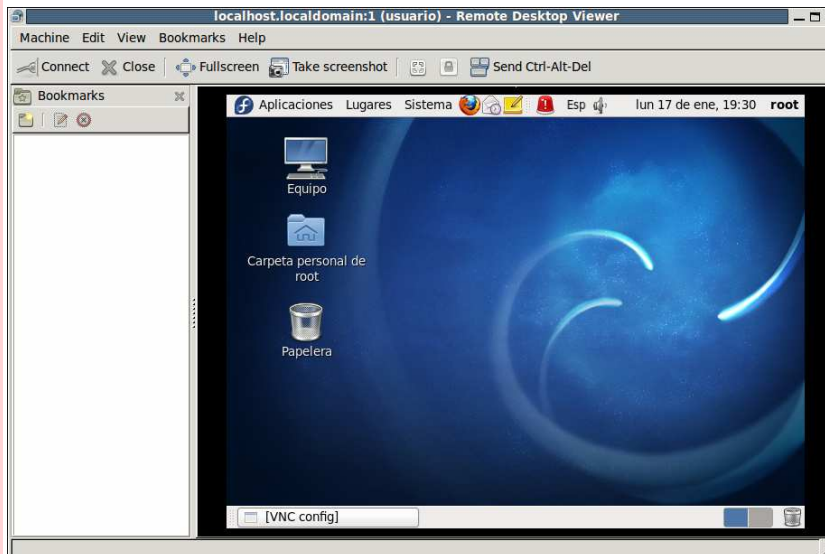 localhost.localdomain:1 (usuario) - Remote Desktop Viewer
Machine Edit View Bookmarks Help
Connect Close Fullscreen Take screenshot Send Ctrl-Alt-Del
Bookmarks
Aplicaciones Lugares Sistema Esp lun 17 de ene, 19:30 root
Equipo
Carpeta personal de
root
Papelera
[VNC config]